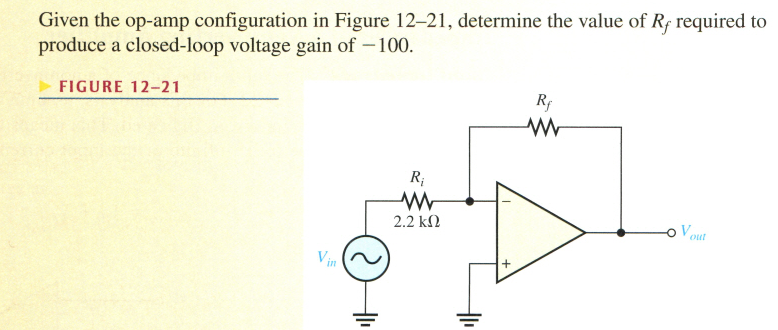 Given the op-amp configuration in Figure 12–21, determine the value of Rf required to
produce a closed-loop voltage gain of −100.
FIGURE 12–21
Rf
Ri
2.2 kΩ
−
+
Vin
Vout